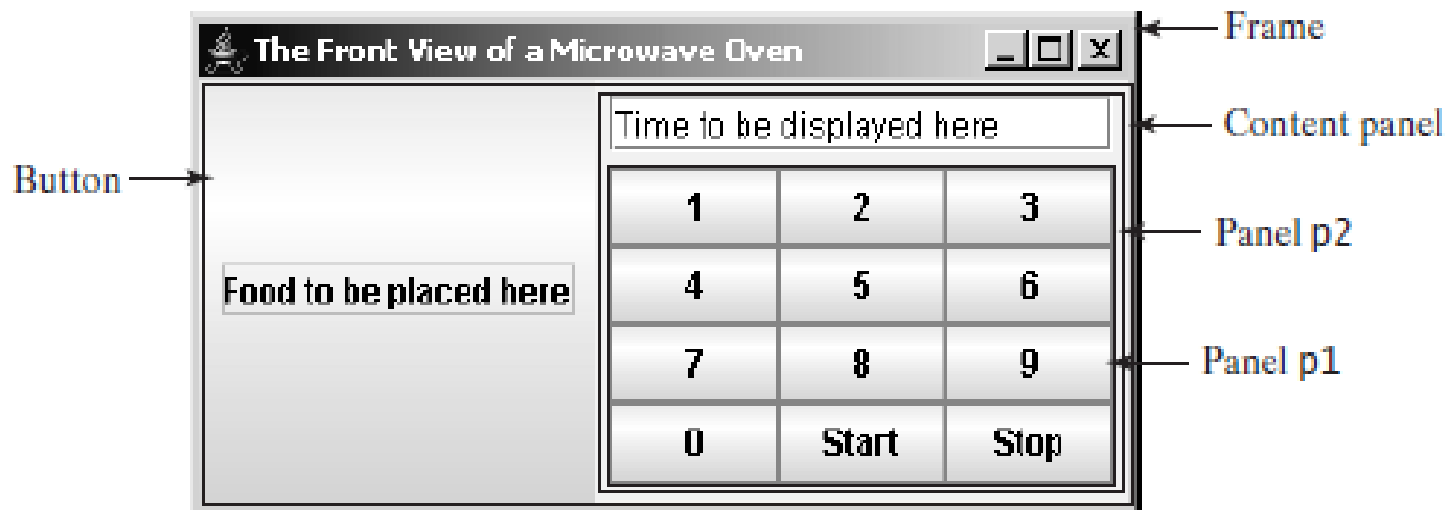 The Front View of a Microwave Oven
Frame
Time to be displayed here
Content panel
Button
1 2 3
Panel p2
Food to be placed here
4 5 6
7 8 9
Panel p1
0 Start Stop